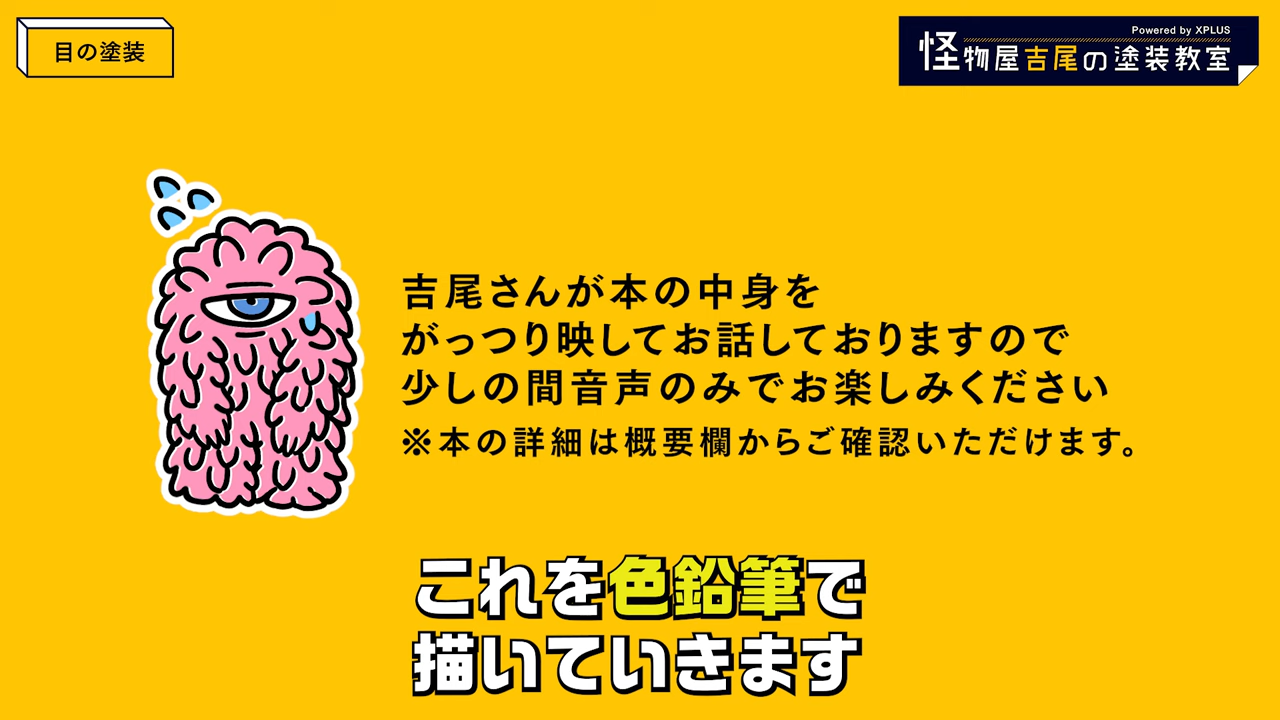 目の塗装
Powered by XPLUS
怪物屋吉尾の塗装教室
吉尾さんが本の中身を
がっつり映してお話しておりますので
少しの間音声のみでお楽しみください
※本の詳細は概要欄からご確認いただけます。
これを色鉛筆で
描いていきます